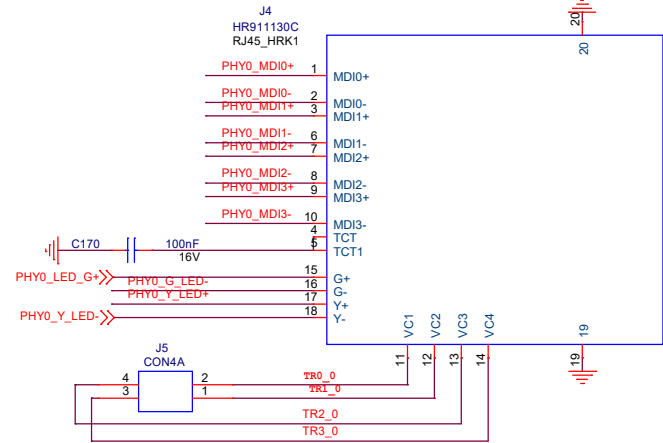 J4
HR911130C
RJ45_HRK1
20
20
PHY0_MDI0+ 1 MDI0+
PHY0_MDI0- 2 MDI0-
PHY0_MDI1+ 3 MDI1+
PHY0_MDI1- 6 MDI1-
PHY0_MDI2+ 7 MDI2+
PHY0_MDI2- 8 MDI2-
PHY0_MDI3+ 9 MDI3+
PHY0_MDI3- 10 MDI3-
4 TCT
C170 100nF 5 TCT1
16V
PHY0_LED_G+ 15 G+
PHY0_G_LED- 16 G-
PHY0_Y_LED+ 17 Y+
PHY0_Y_LED- 18 Y-
VC1 VC2 VC3 VC4 19
11 12 13 14 19
J5
CON4A
4 2 TR0_0
3 1 TR1_0
TR2_0
TR3_0